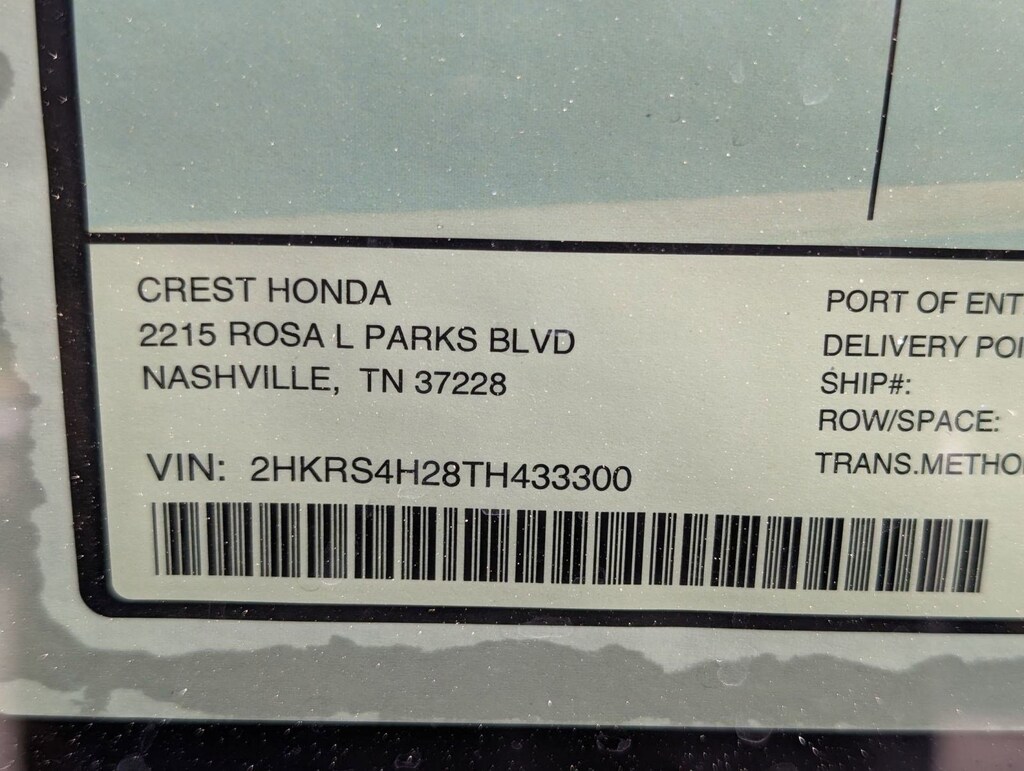 CREST HONDA
2215 ROSA L PARKS BLVD
NASHVILLE, TN 37228
VIN: 2HKRS4H28TH433300
PORT OF ENT
DELIVERY POI
SHIP#:
ROW/SPACE:
TRANS.METHO